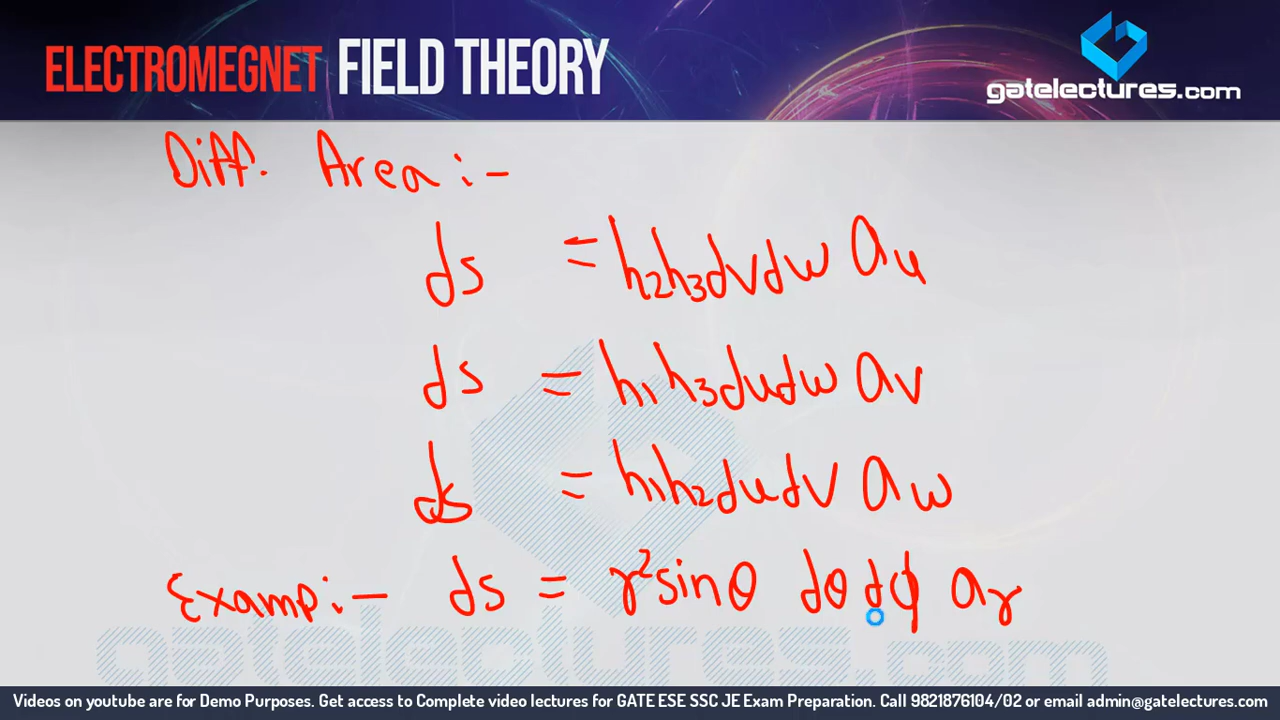 ELECTROMEGNET FIELD THEORY
gatelectures.com
Diff. Area :-
ds = h₂h₃dvdw aᵤ
ds = h₁h₃dudw aᵥ
ds = h₁h₂dudv a_w
Examp:- ds = r²sinθ dθdϕ aᵣ
gatelectures.com
Videos on youtube are for Demo Purposes. Get access to Complete video lectures for GATE ESE SSC JE Exam Preparation. Call 9821876104/02 or email admin@gatelectures.com